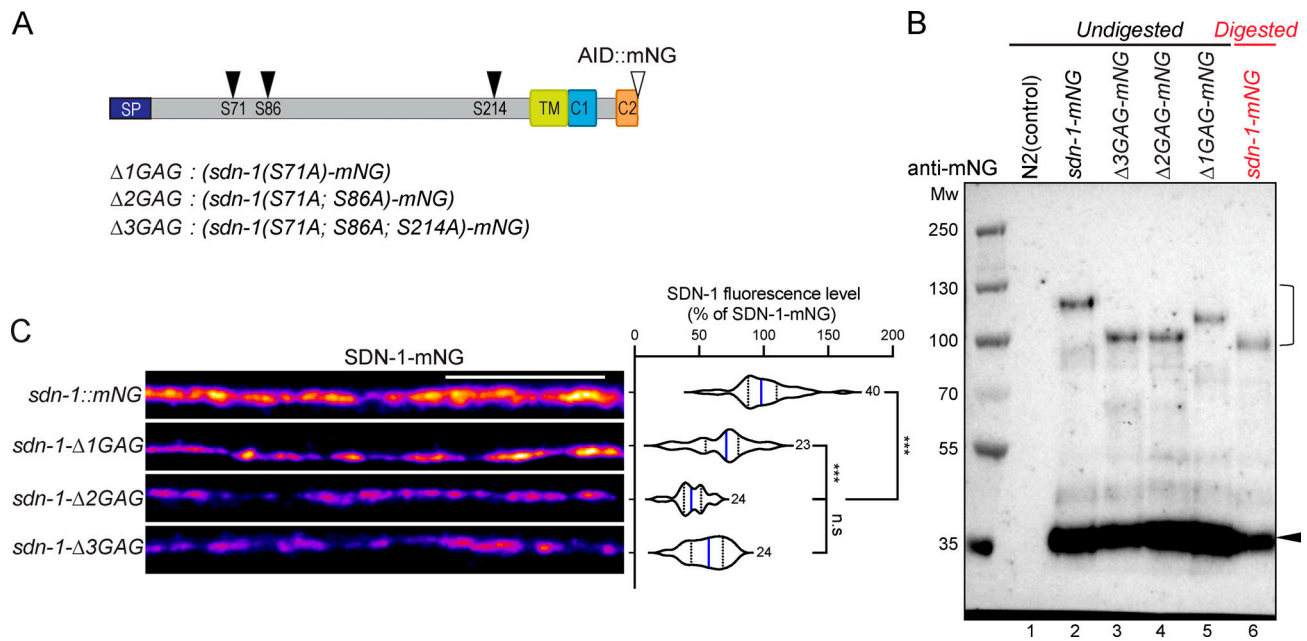 A
AID::mNG
SP
S71
S86
S214
TM
C1
C2
Δ1GAG : (sdn-1(S71A)-mNG)
Δ2GAG : (sdn-1(S71A; S86A)-mNG)
Δ3GAG : (sdn-1(S71A; S86A; S214A)-mNG)
B
Undigested
Digested
anti-mNG
N2(control)
sdn-1-mNG
Δ3GAG-mNG
Δ2GAG-mNG
Δ1GAG-mNG
sdn-1-mNG
Mw
250
130
100
70
55
35
1 2 3 4 5 6
C
SDN-1-mNG
sdn-1::mNG
sdn-1-Δ1GAG
sdn-1-Δ2GAG
sdn-1-Δ3GAG
SDN-1 fluorescence level
(% of SDN-1-mNG)
0 50 100 150 200
40
23
24
24
***
***
n.s